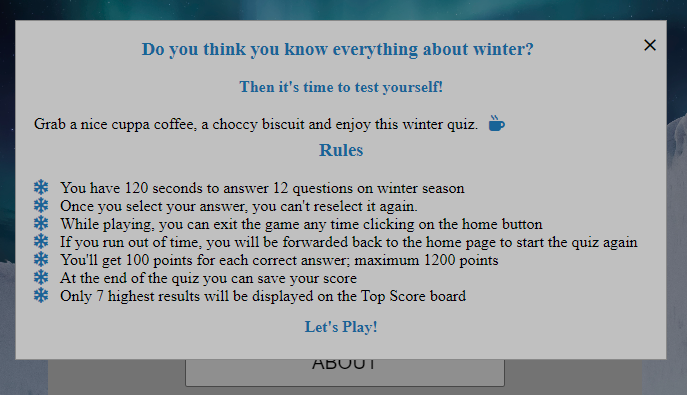 Do you think you know everything about winter?
Then it's time to test yourself!
Grab a nice cuppa coffee, a choccy biscuit and enjoy this winter quiz.
Rules
You have 120 seconds to answer 12 questions on winter season
Once you select your answer, you can't reselect it again.
While playing, you can exit the game any time clicking on the home button
If you run out of time, you will be forwarded back to the home page to start the quiz again
You'll get 100 points for each correct answer; maximum 1200 points
At the end of the quiz you can save your score
Only 7 highest results will be displayed on the Top Score board
Let's Play!
ABOUT